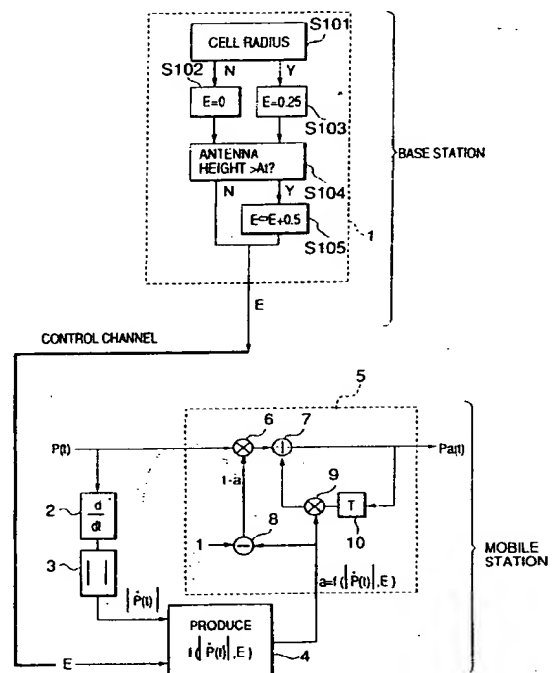 S101
CELL RADIUS
S102
N
Y
E=0
E=0.25
S103
ANTENNA
HEIGHT >At?
S104
N
Y
E⇐E+0.5
S105
1
BASE STATION
E
CONTROL CHANNEL
5
6
7
P(t)
Pa(t)
1-a
9
2
d
dt
T
10
8
1
3
| |
a=f(|Ṗ(t)|,E)
MOBILE
STATION
|Ṗ(t)|
PRODUCE
f(|Ṗ(t)|,E)
4
E